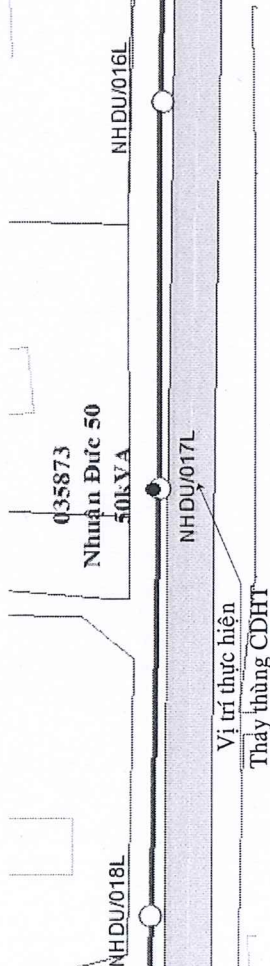 NHDU/016L
035873
Nhuận Đức 50
50kVA
NHDU/017L
Vị trí thực hiện
Thay thùng CDHT
NHDU/018L